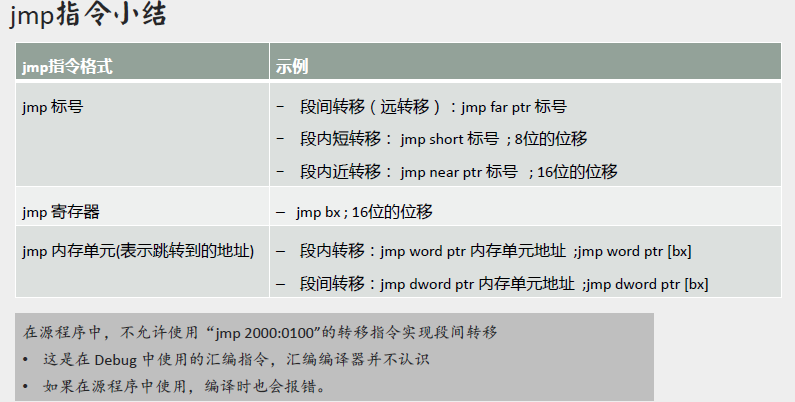 jmp指令小结
jmp指令格式
示例
jmp 标号
− 段间转移（远转移）：jmp far ptr 标号
− 段内短转移： jmp short 标号 ; 8位的位移
− 段内近转移： jmp near ptr 标号 ; 16位的位移
jmp 寄存器
− jmp bx ; 16位的位移
jmp 内存单元(表示跳转到的地址)
− 段内转移：jmp word ptr 内存单元地址 ;jmp word ptr [bx]
− 段间转移：jmp dword ptr 内存单元地址 ;jmp dword ptr [bx]
在源程序中，不允许使用“jmp 2000:0100”的转移指令实现段间转移
• 这是在 Debug 中使用的汇编指令，汇编编译器并不认识
• 如果在源程序中使用，编译时也会报错。